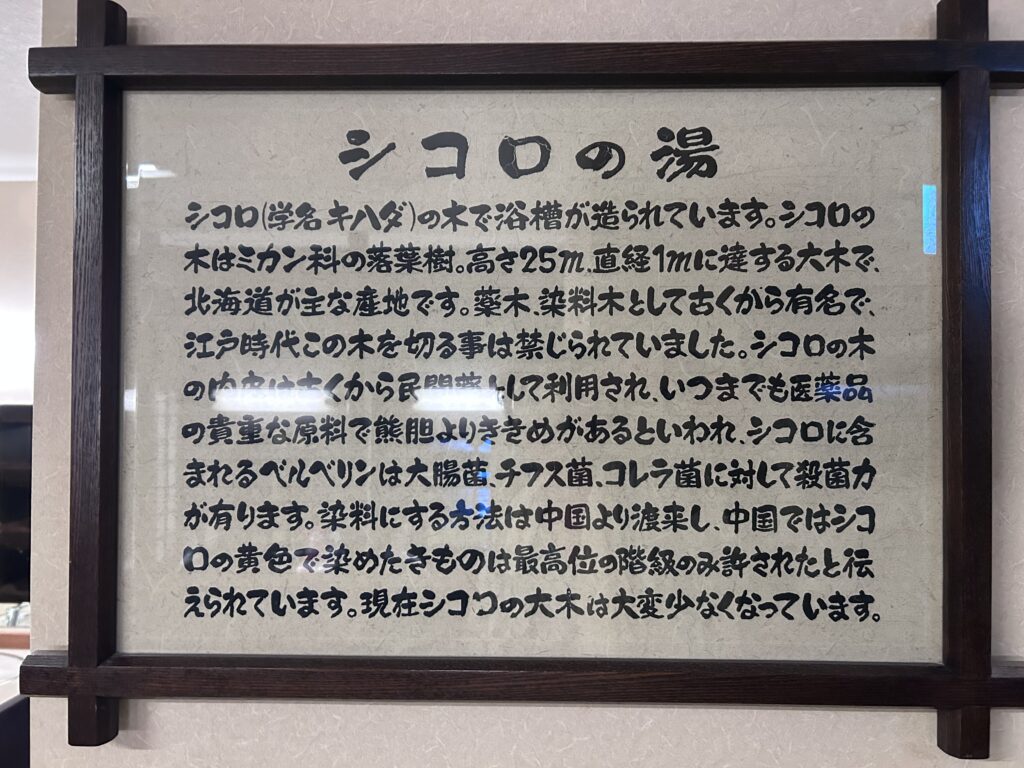 シコロの湯
シコロ(学名キハダ)の木で浴槽が造られています。シコロの
木はミカン科の落葉樹。高さ25m、直経1mに達する大木で、
北海道が主な産地です。薬木、染料木として古くから有名で、
江戸時代この木を切る事は禁じられていました。シコロの木
の内皮は古くから民間薬として利用され、いつまでも医薬品
の貴重な原料で熊胆よりききめがあるといわれ、シコロに含
まれるベルベリンは大腸菌、チフス菌、コレラ菌に対して殺菌力
が有ります。染料にする方法は中国より渡来し、中国ではシコ
ロの黄色で染めたきものは最高位の階級のみ許されたと伝
えられています。現在シコロの大木は大変少なくなっています。